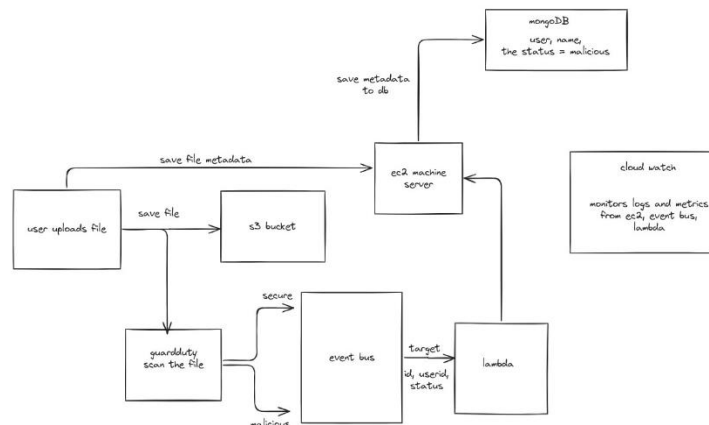 mongoDB
user, name,
the status = malicious
save metadata
to db
save file metadata
ec2 machine
server
cloud watch
monitors logs and metrics
from ec2, event bus,
lambda
user uploads file
save file
s3 bucket
secure
guardduty
scan the file
event bus
target
id, userid,
status
lambda
malicious